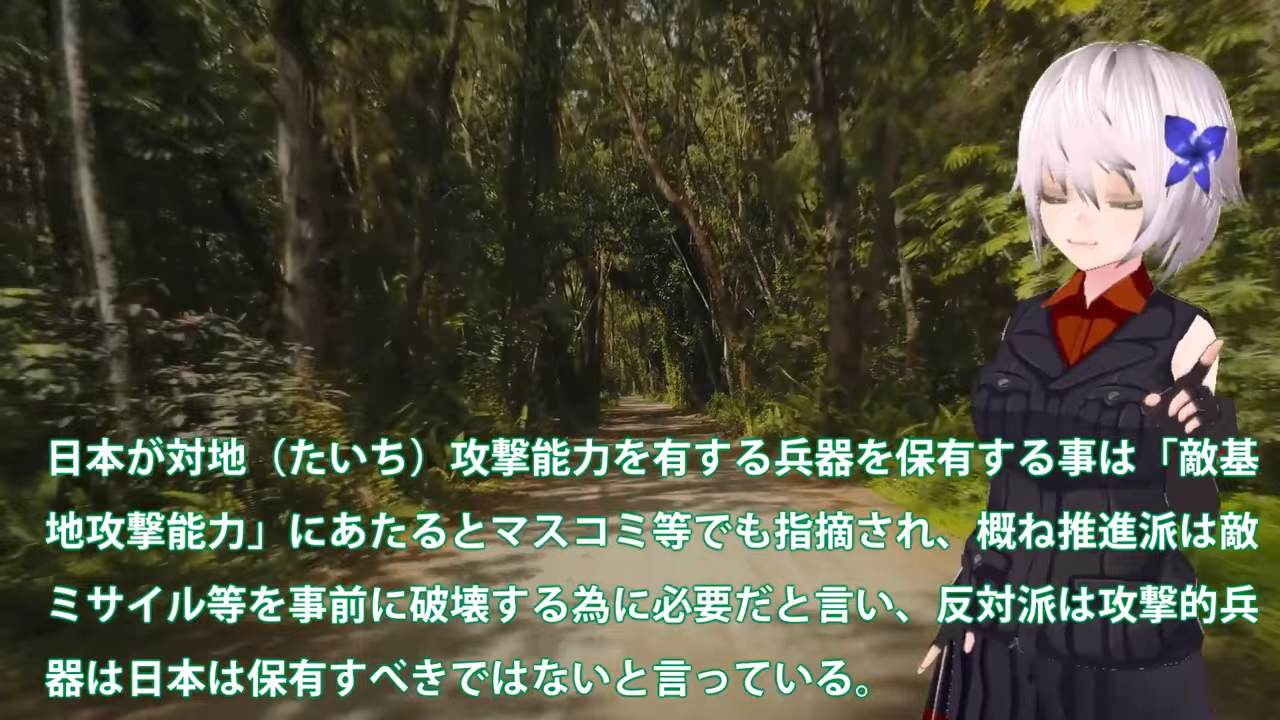 日本が対地（たいち）攻撃能力を有する兵器を保有する事は「敵基
地攻撃能力」にあたるとマスコミ等でも指摘され、概ね推進派は敵
ミサイル等を事前に破壊する為に必要だと言い、反対派は攻撃的兵
器は日本は保有すべきではないと言っている。